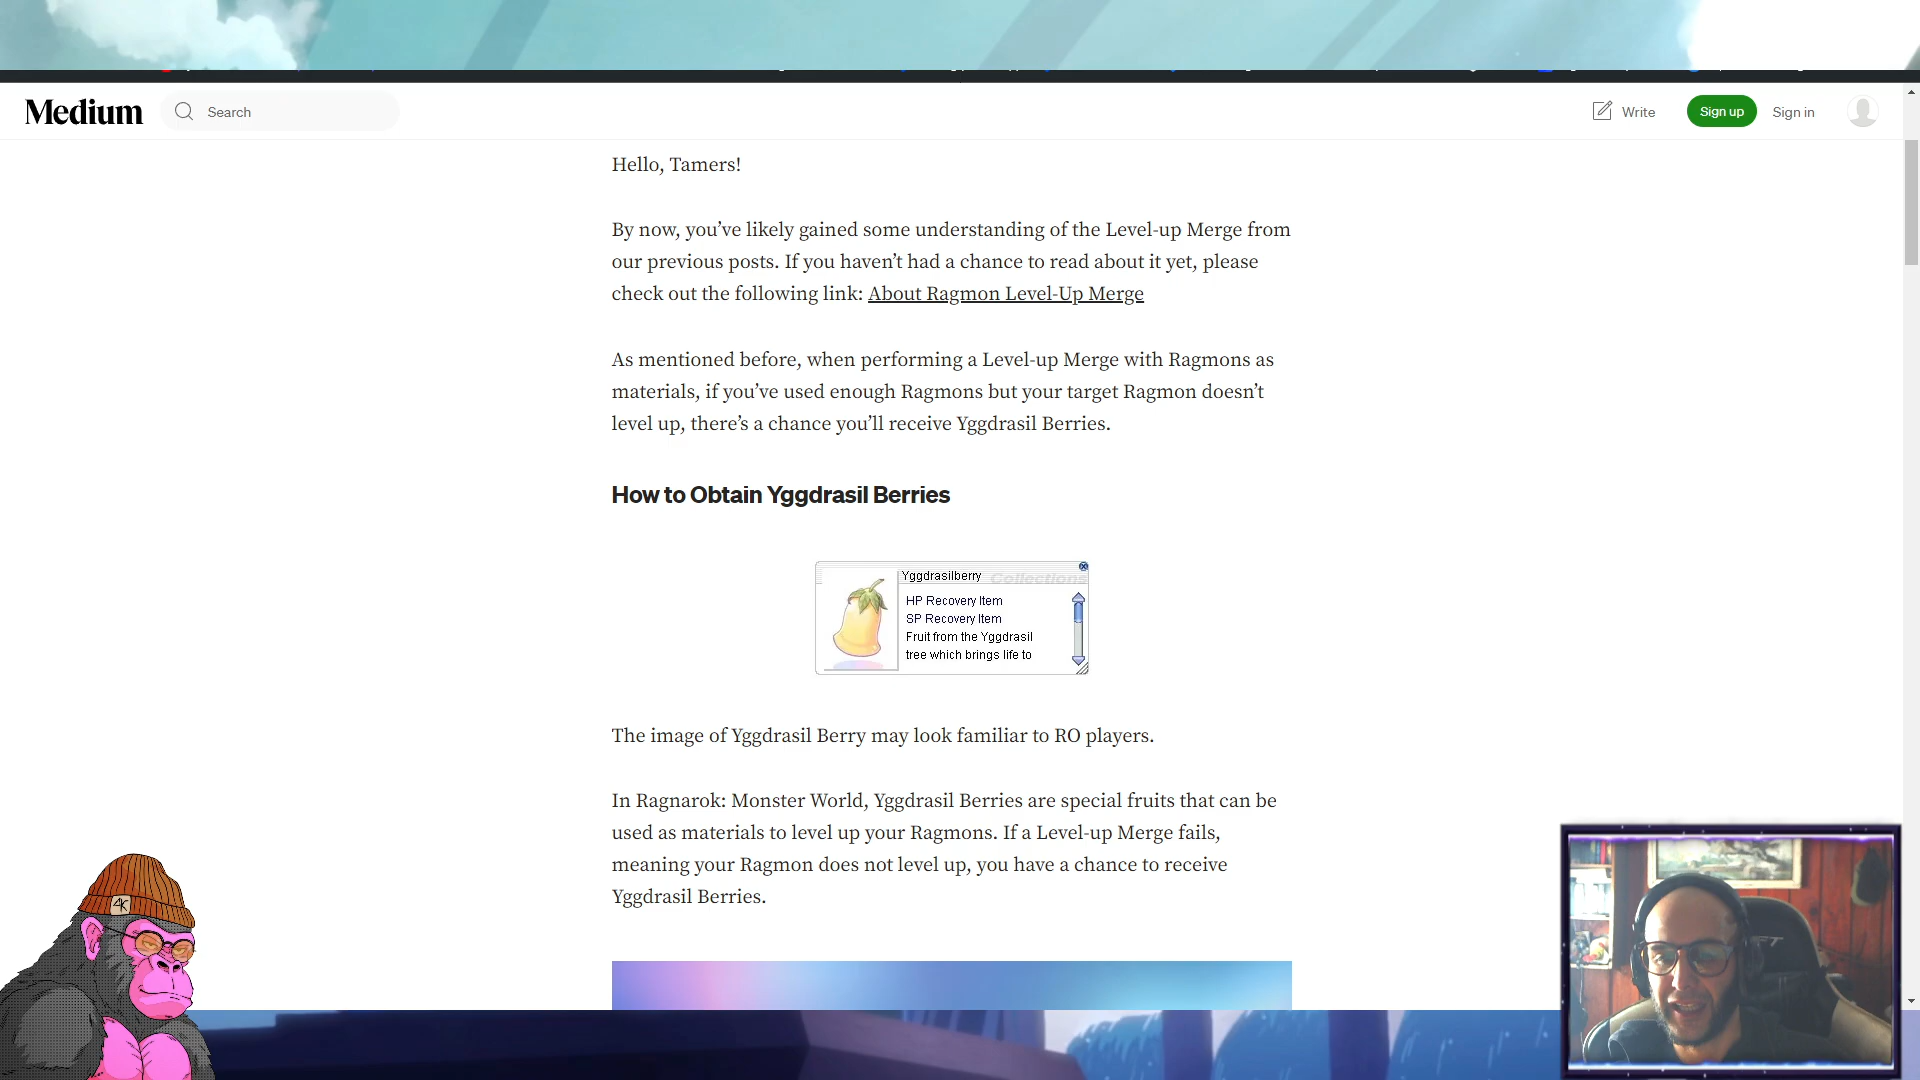 Medium
Search
Write
Sign up
Sign in
Hello, Tamers!
By now, you’ve likely gained some understanding of the Level-up Merge from
our previous posts. If you haven’t had a chance to read about it yet, please
check out the following link: About Ragmon Level-Up Merge
As mentioned before, when performing a Level-up Merge with Ragmons as
materials, if you’ve used enough Ragmons but your target Ragmon doesn’t
level up, there’s a chance you’ll receive Yggdrasil Berries.
How to Obtain Yggdrasil Berries
Yggdrasilberry
Collections
HP Recovery Item
SP Recovery Item
Fruit from the Yggdrasil
tree which brings life to
The image of Yggdrasil Berry may look familiar to RO players.
In Ragnarok: Monster World, Yggdrasil Berries are special fruits that can be
used as materials to level up your Ragmons. If a Level-up Merge fails,
meaning your Ragmon does not level up, you have a chance to receive
Yggdrasil Berries.
4K